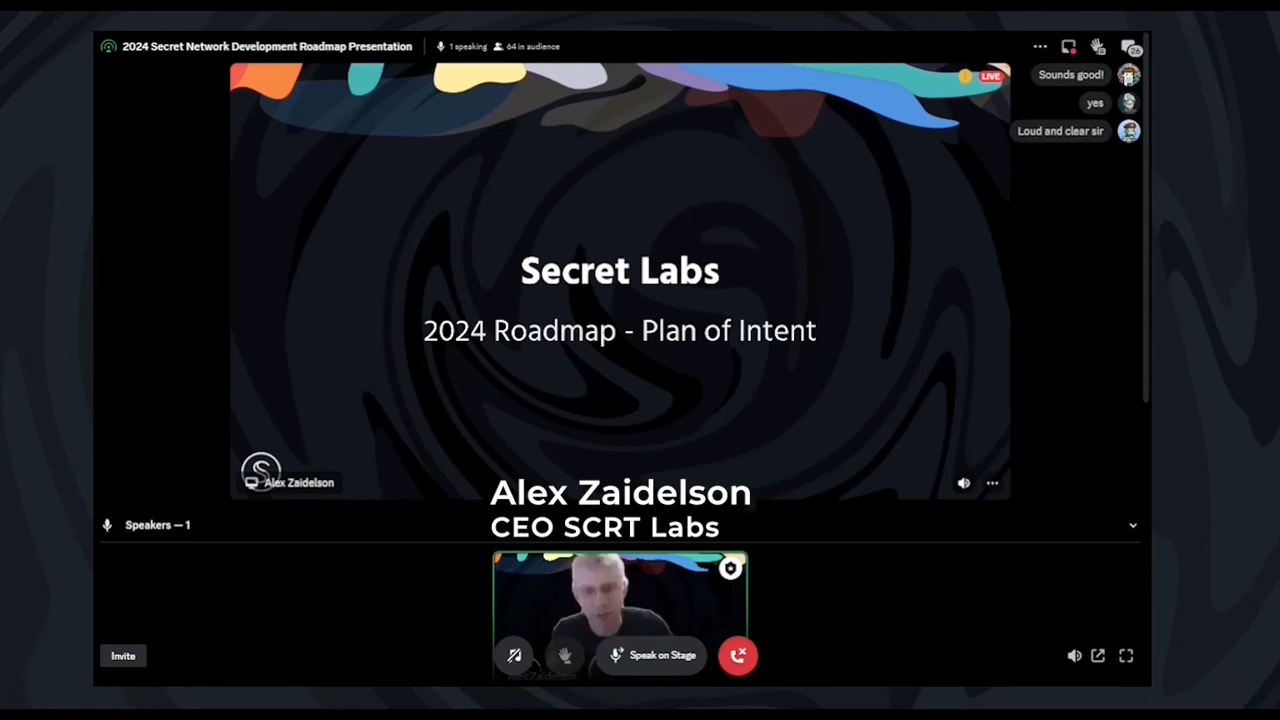 2024 Secret Network Development Roadmap Presentation
1 speaking
64 in audience
26
LIVE
Sounds good!
yes
Loud and clear sir
Secret Labs
2024 Roadmap - Plan of Intent
Alex Zaidelson
Alex Zaidelson
CEO SCRT Labs
Speakers — 1
Speak on Stage
Invite
AlexZaidelson